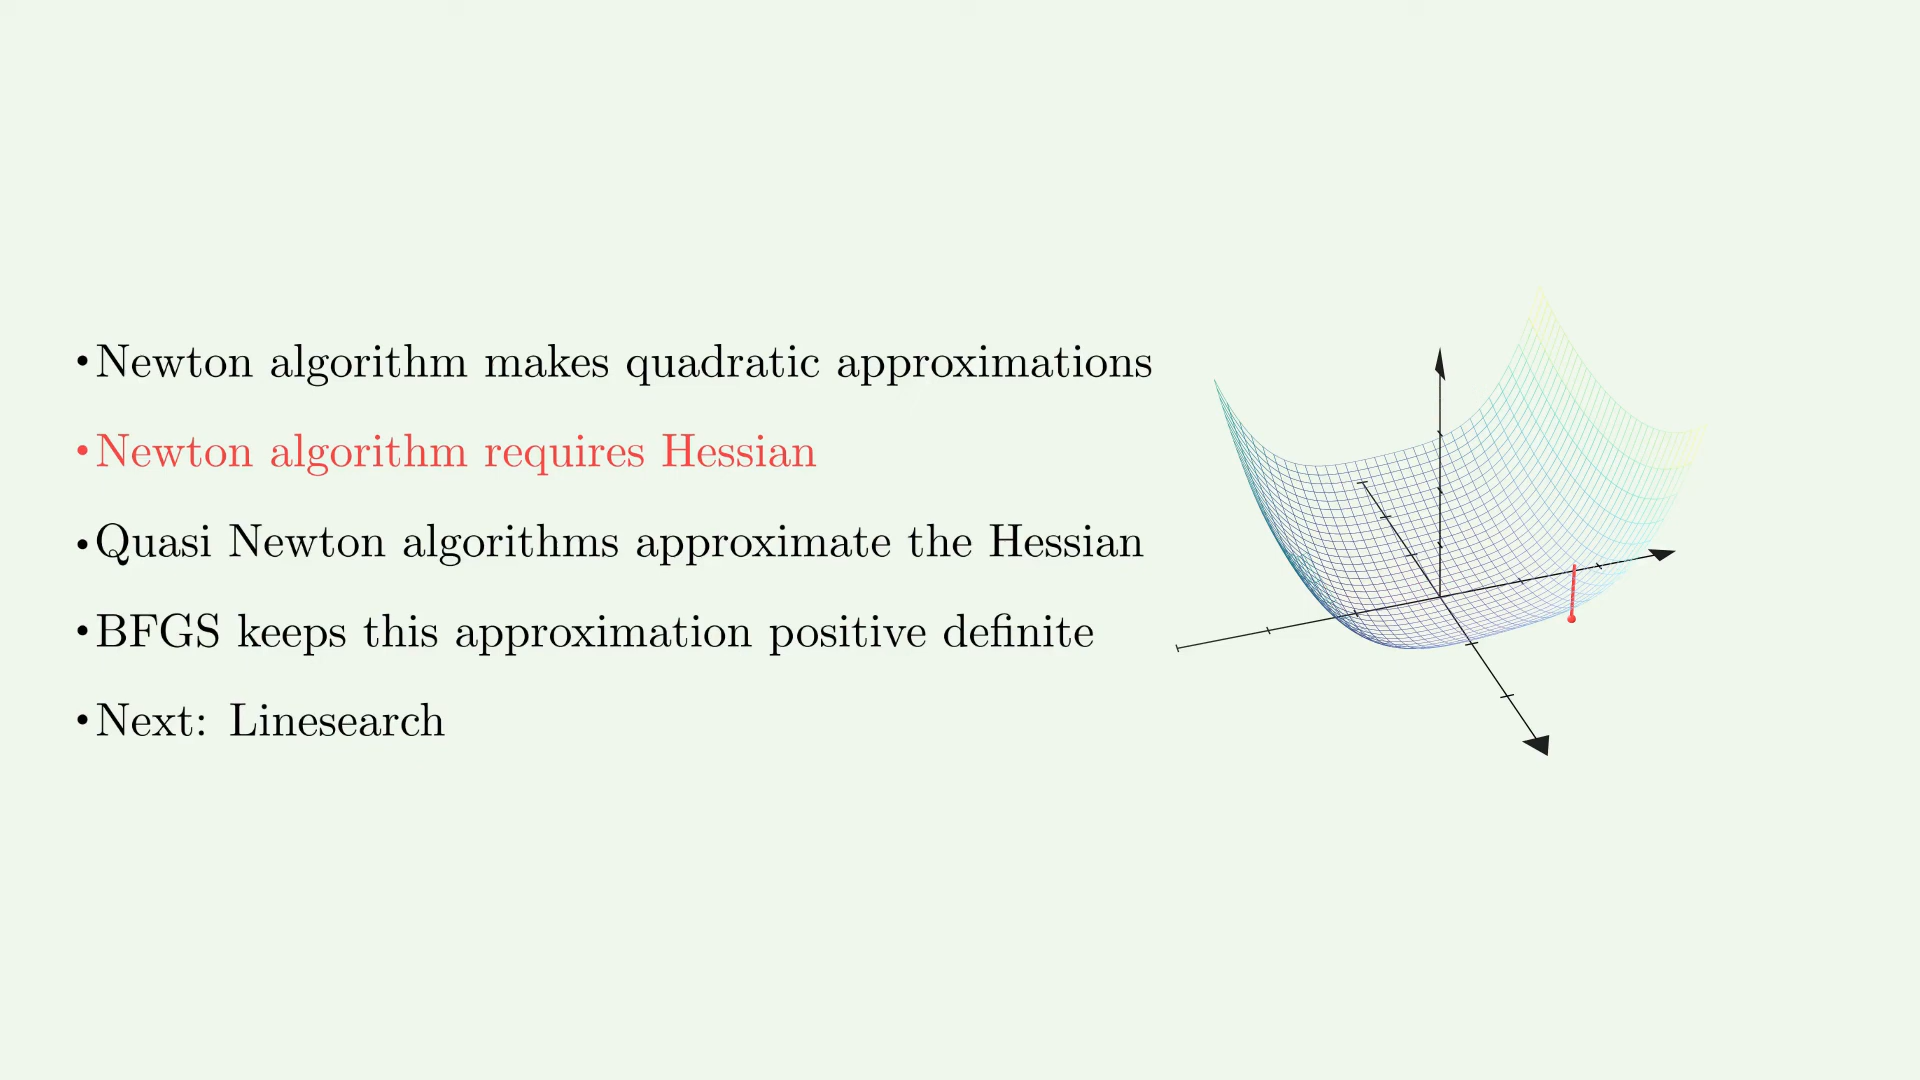 •Newton algorithm makes quadratic approximations
•Newton algorithm requires Hessian
•Quasi Newton algorithms approximate the Hessian
•BFGS keeps this approximation positive definite
•Next: Linesearch